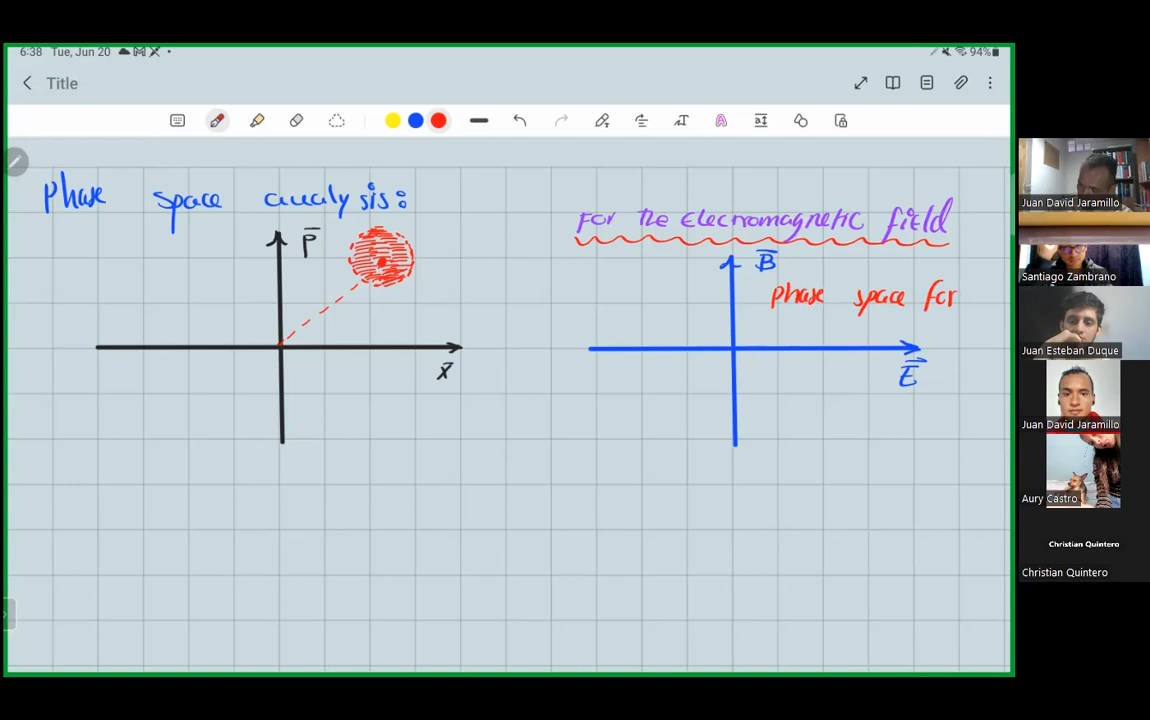 6:38 Tue, Jun 20
94%
Title
Phase space analysis:
For the Electromagnetic field
P
B
phase space for
X
E
Juan David Jaramillo
Santiago Zambrano
Juan Esteban Duque
Juan David Jaramillo
Aury Castro
Christian Quintero
Christian Quintero